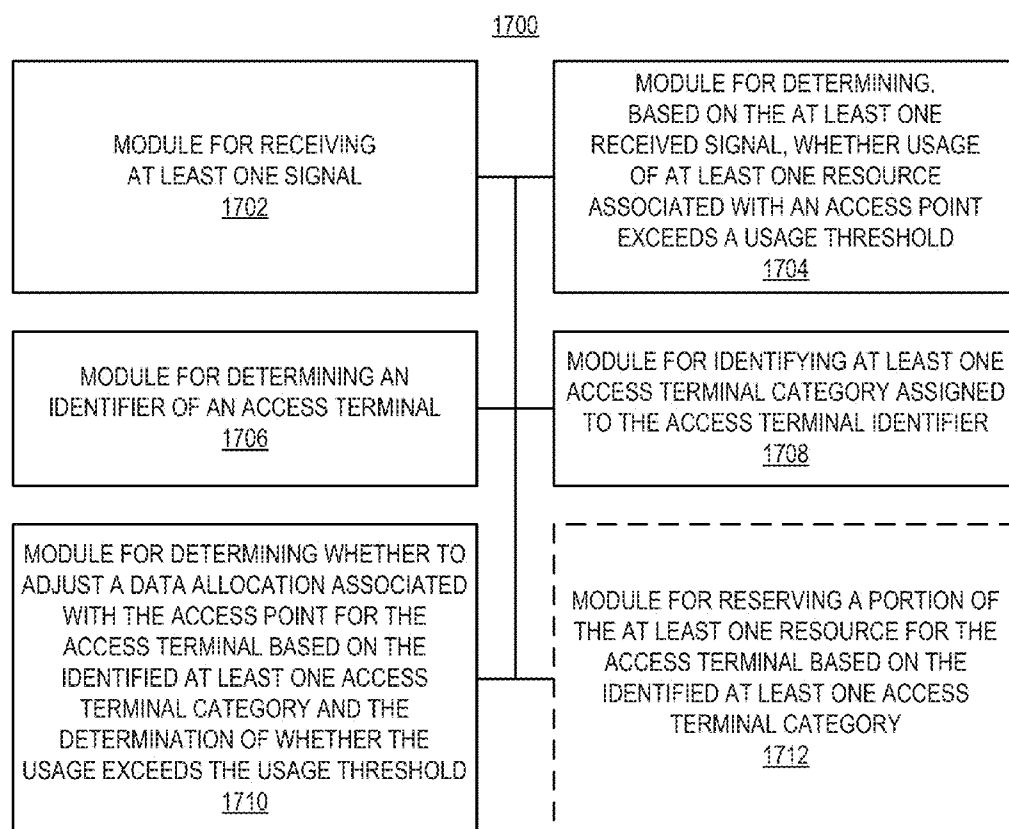 1700
MODULE FOR RECEIVING
AT LEAST ONE SIGNAL
1702
MODULE FOR DETERMINING,
BASED ON THE AT LEAST ONE
RECEIVED SIGNAL, WHETHER USAGE
OF AT LEAST ONE RESOURCE
ASSOCIATED WITH AN ACCESS POINT
EXCEEDS A USAGE THRESHOLD
1704
MODULE FOR DETERMINING AN
IDENTIFIER OF AN ACCESS TERMINAL
1706
MODULE FOR IDENTIFYING AT LEAST ONE
ACCESS TERMINAL CATEGORY ASSIGNED
TO THE ACCESS TERMINAL IDENTIFIER
1708
MODULE FOR DETERMINING WHETHER TO
ADJUST A DATA ALLOCATION ASSOCIATED
WITH THE ACCESS POINT FOR THE
ACCESS TERMINAL BASED ON THE
IDENTIFIED AT LEAST ONE ACCESS
TERMINAL CATEGORY AND THE
DETERMINATION OF WHETHER THE
USAGE EXCEEDS THE USAGE THRESHOLD
1710
MODULE FOR RESERVING A PORTION OF
THE AT LEAST ONE RESOURCE FOR THE
ACCESS TERMINAL BASED ON THE
IDENTIFIED AT LEAST ONE ACCESS
TERMINAL CATEGORY
1712